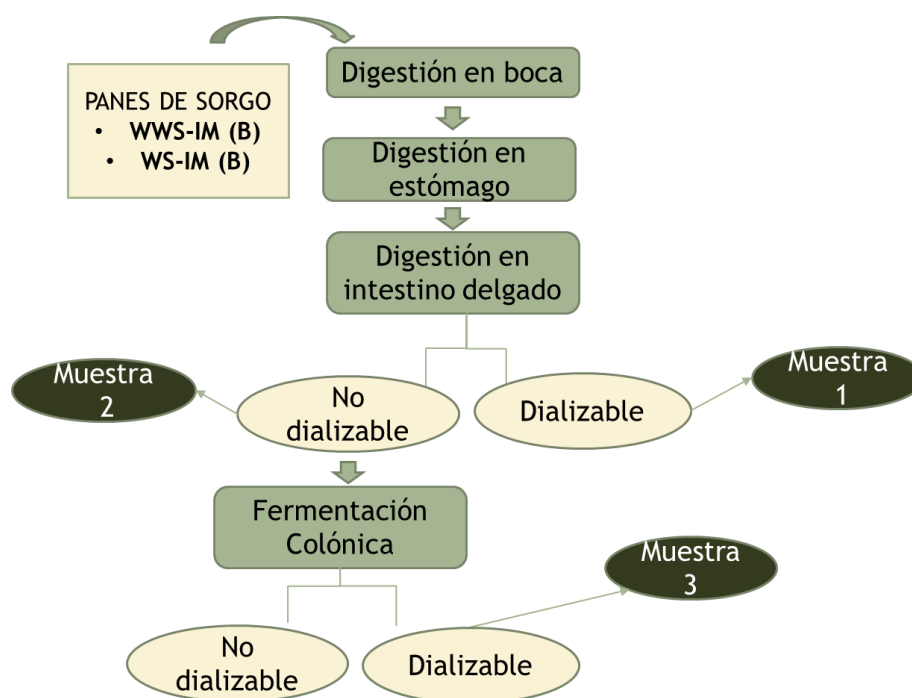 PANES DE SORGO
• WWS-IM (B)
• WS-IM (B)
Digestión en boca
Digestión en
estómago
Digestión en
intestino delgado
Muestra
2
No
dializable
Dializable
Muestra
1
Fermentación
Colónica
Muestra
3
No
dializable
Dializable